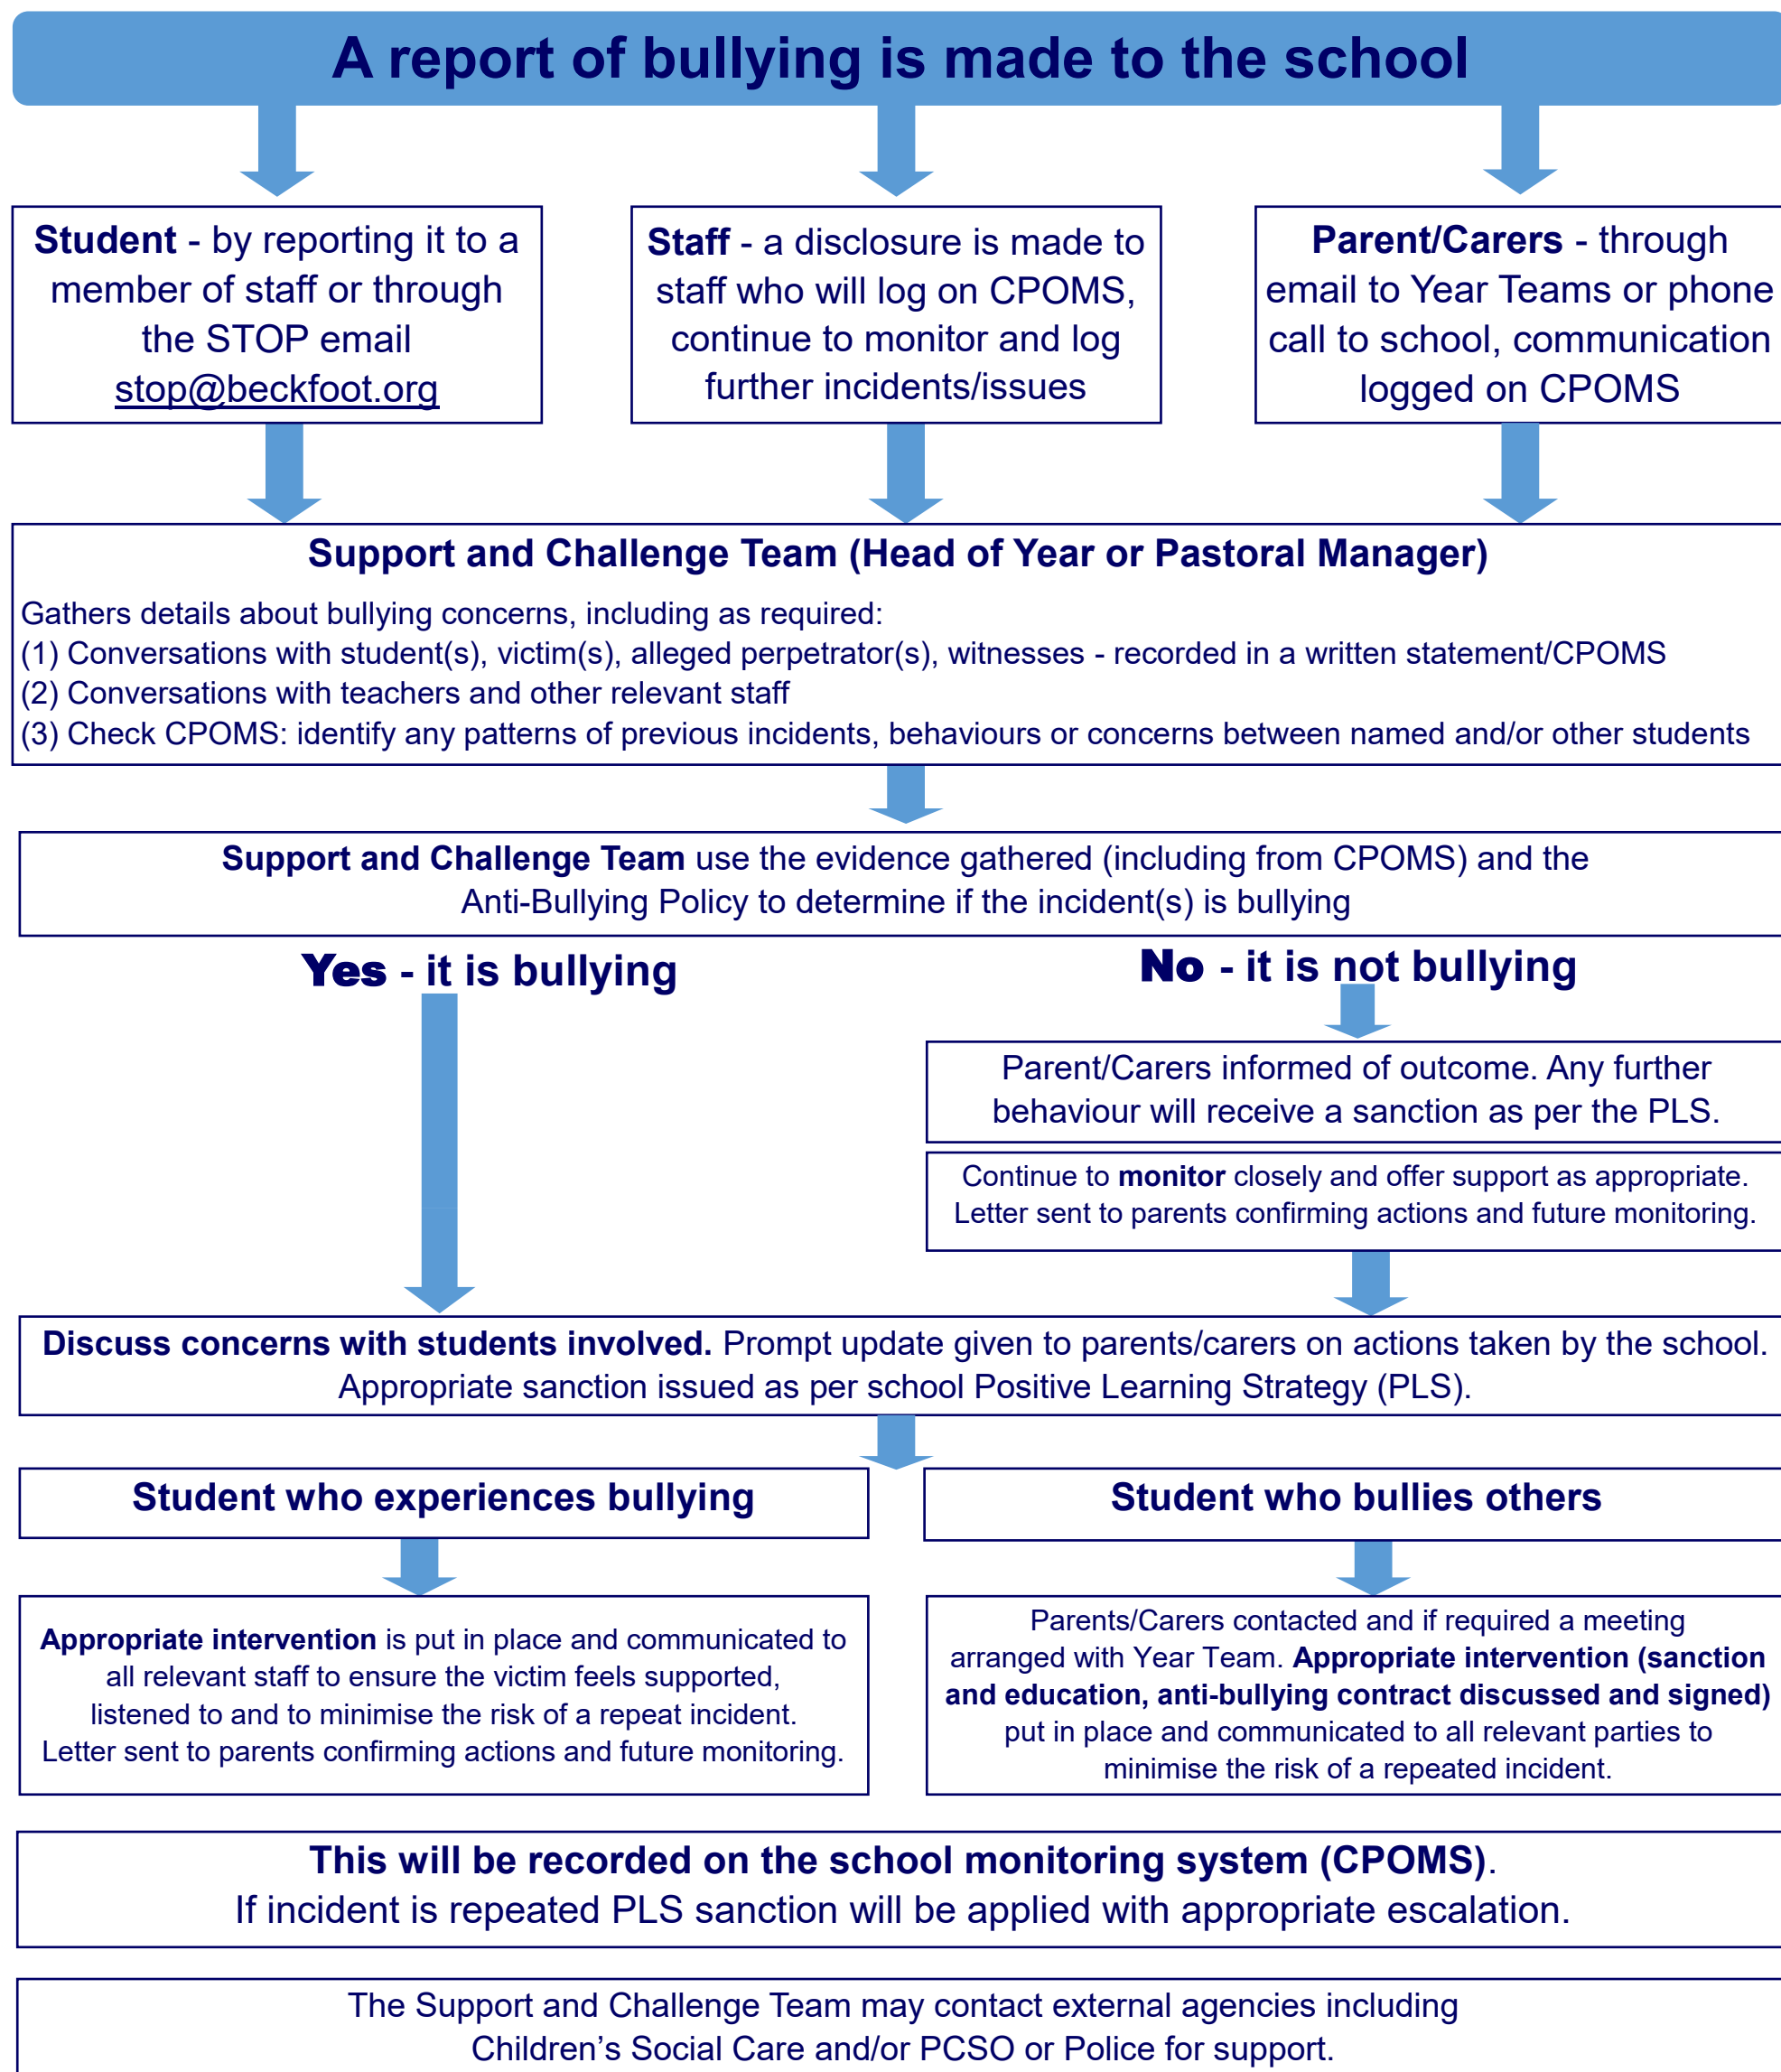 A report of bullying is made to the school
Student - by reporting it to a
member of staff or through
the STOP email
stop@beckfoot.org
Staff - a disclosure is made to
staff who will log on CPOMS,
continue to monitor and log
further incidents/issues
Parent/Carers - through
email to Year Teams or phone
call to school, communication
logged on CPOMS
Support and Challenge Team (Head of Year or Pastoral Manager)
Gathers details about bullying concerns, including as required:
(1) Conversations with student(s), victim(s), alleged perpetrator(s), witnesses - recorded in a written statement/CPOMS
(2) Conversations with teachers and other relevant staff
(3) Check CPOMS: identify any patterns of previous incidents, behaviours or concerns between named and/or other students
Support and Challenge Team use the evidence gathered (including from CPOMS) and the
Anti-Bullying Policy to determine if the incident(s) is bullying
Yes - it is bullying
No - it is not bullying
Parent/Carers informed of outcome. Any further
behaviour will receive a sanction as per the PLS.
Continue to monitor closely and offer support as appropriate.
Letter sent to parents confirming actions and future monitoring.
Discuss concerns with students involved. Prompt update given to parents/carers on actions taken by the school.
Appropriate sanction issued as per school Positive Learning Strategy (PLS).
Student who experiences bullying
Appropriate intervention is put in place and communicated to
all relevant staff to ensure the victim feels supported,
listened to and to minimise the risk of a repeat incident.
Letter sent to parents confirming actions and future monitoring.
Student who bullies others
Parents/Carers contacted and if required a meeting
arranged with Year Team. Appropriate intervention (sanction
and education, anti-bullying contract discussed and signed)
put in place and communicated to all relevant parties to
minimise the risk of a repeated incident.
This will be recorded on the school monitoring system (CPOMS).
If incident is repeated PLS sanction will be applied with appropriate escalation.
The Support and Challenge Team may contact external agencies including
Children’s Social Care and/or PCSO or Police for support.